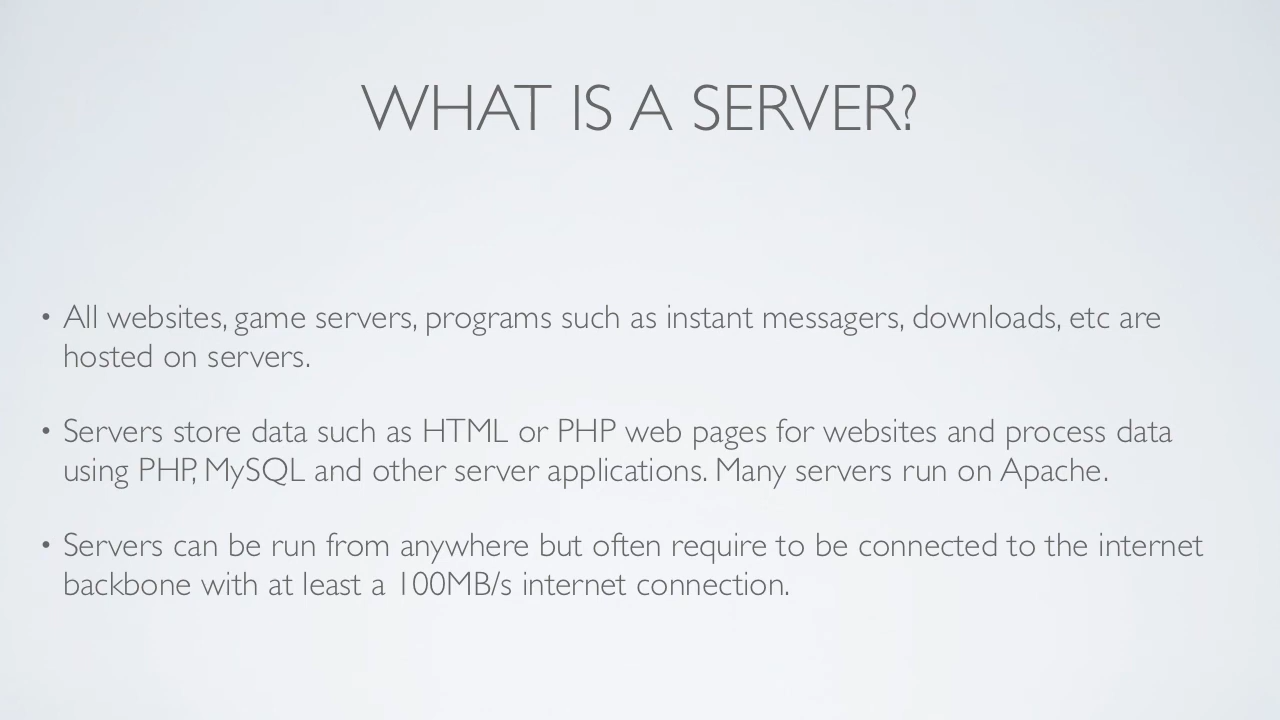 WHAT IS A SERVER?
• All websites, game servers, programs such as instant messagers, downloads, etc are
hosted on servers.
• Servers store data such as HTML or PHP web pages for websites and process data
using PHP, MySQL and other server applications. Many servers run on Apache.
• Servers can be run from anywhere but often require to be connected to the internet
backbone with at least a 100MB/s internet connection.